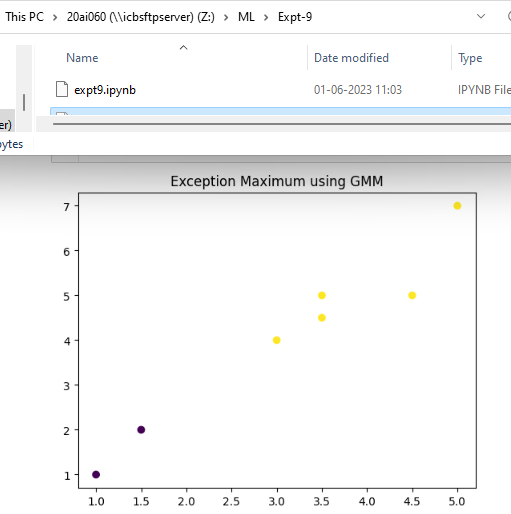 This PC > 20ai060 (\\icbsftpserver) (Z:) > ML > Expt-9
Name Date modified Type
expt9.ipynb 01-06-2023 11:03 IPYNB File
er)
bytes
Exception Maximum using GMM
7
6
5
4
3
2
1
1.0 1.5 2.0 2.5 3.0 3.5 4.0 4.5 5.0